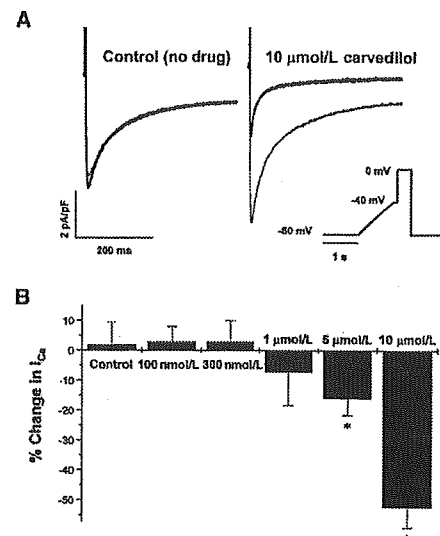 A
Control (no drug)
10 µmol/L carvedilol
2 pA/pF
200 ms
0 mV
-40 mV
-80 mV
1 s
B
% Change in ICa
10
0
-10
-20
-30
-40
-50
Control
100 nmol/L
300 nmol/L
1 µmol/L
5 µmol/L
10 µmol/L
*